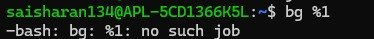 saisharan134@APL-5CD1366K5L:~$ bg %1
-bash: bg: %1: no such job